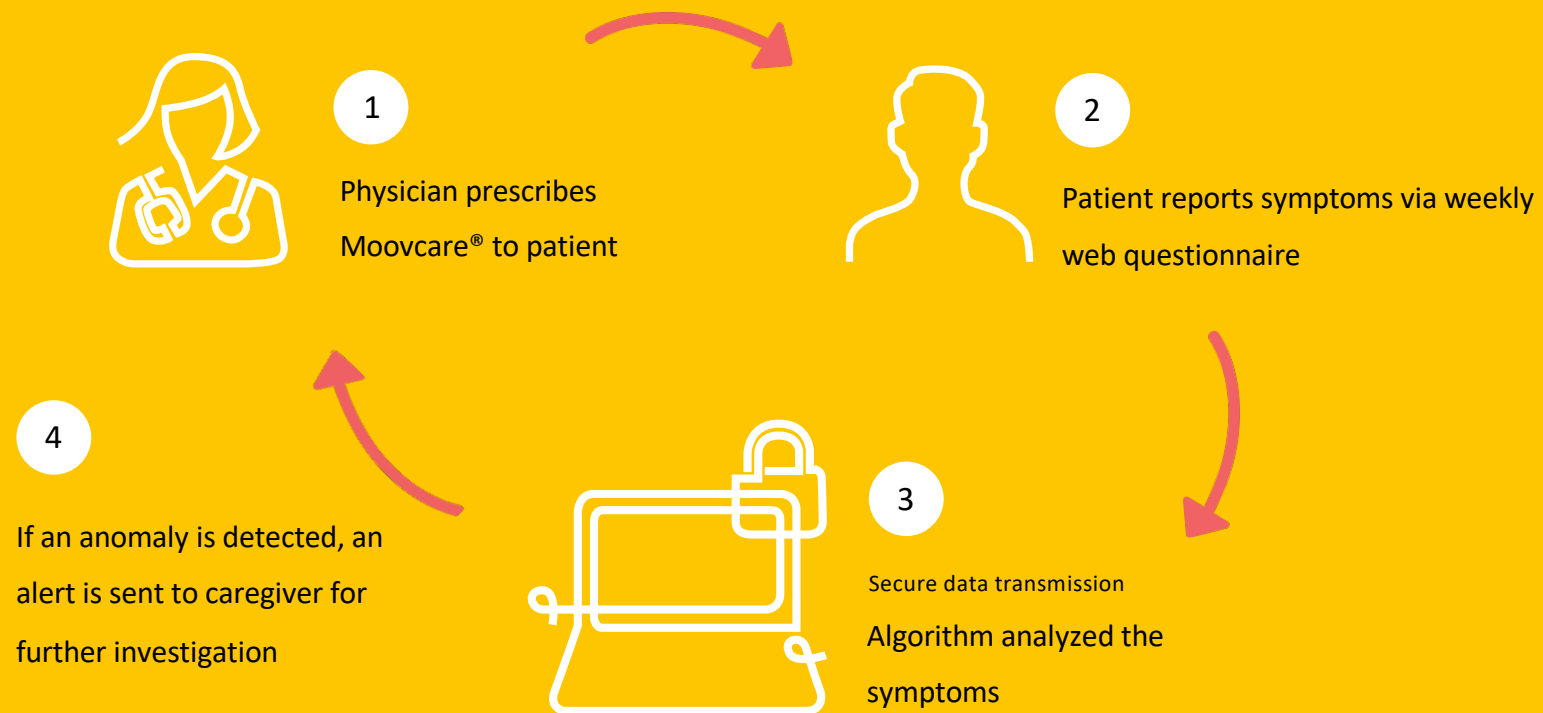 1
Physician prescribes
Moovcare® to patient
2
Patient reports symptoms via weekly
web questionnaire
3
Secure data transmission
Algorithm analyzed the
symptoms
4
If an anomaly is detected, an
alert is sent to caregiver for
further investigation